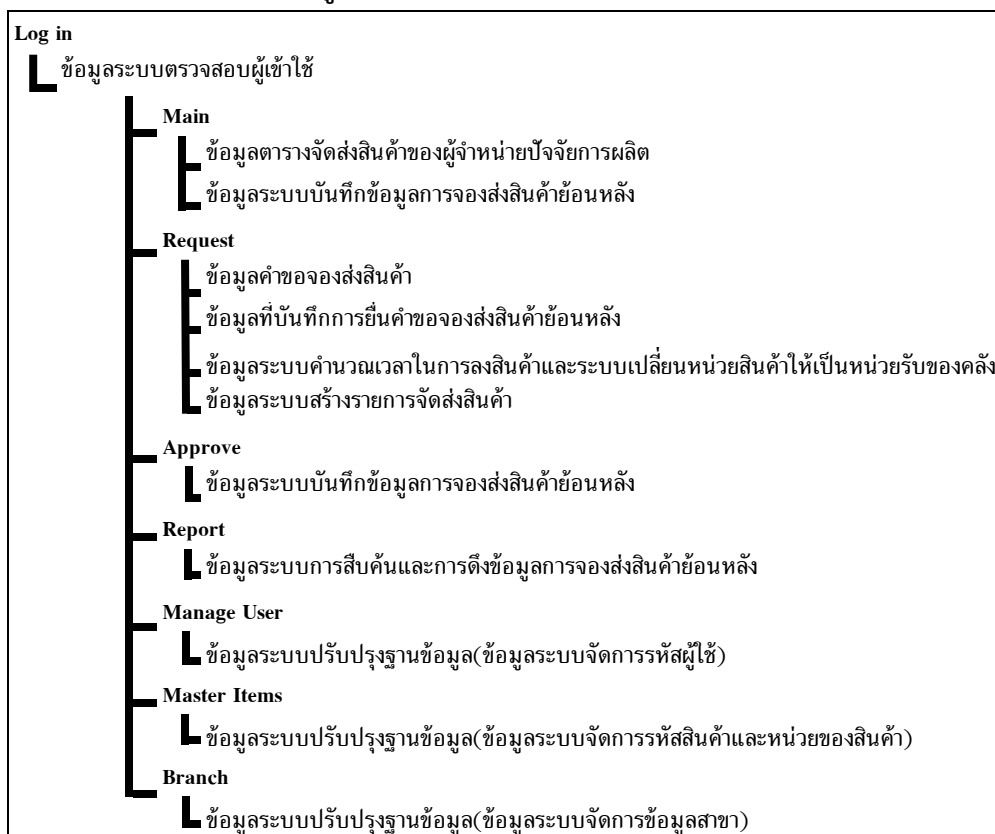 Log in
ข้อมูลระบบตรวจสอบผู้เข้าใช้
Main
ข้อมูลตารางจัดส่งสินค้าของผู้จำหน่ายปัจจัยการผลิต
ข้อมูลระบบบันทึกข้อมูลการจองส่งสินค้าย้อนหลัง
Request
ข้อมูลคำขอจองส่งสินค้า
ข้อมูลที่บันทึกการยื่นคำขอจองส่งสินค้าย้อนหลัง
ข้อมูลระบบคำนวณเวลาในการลงสินค้าและระบบเปลี่ยนหน่วยสินค้าให้เป็นหน่วยรับของคลัง
ข้อมูลระบบสร้างรายการจัดส่งสินค้า
Approve
ข้อมูลระบบบันทึกข้อมูลการจองส่งสินค้าย้อนหลัง
Report
ข้อมูลระบบการสืบค้นและการดึงข้อมูลการจองส่งสินค้าย้อนหลัง
Manage User
ข้อมูลระบบปรับปรุงฐานข้อมูล(ข้อมูลระบบจัดการรหัสผู้ใช้)
Master Items
ข้อมูลระบบปรับปรุงฐานข้อมูล(ข้อมูลระบบจัดการรหัสสินค้าและหน่วยของสินค้า)
Branch
ข้อมูลระบบปรับปรุงฐานข้อมูล(ข้อมูลระบบจัดการข้อมูลสาขา)